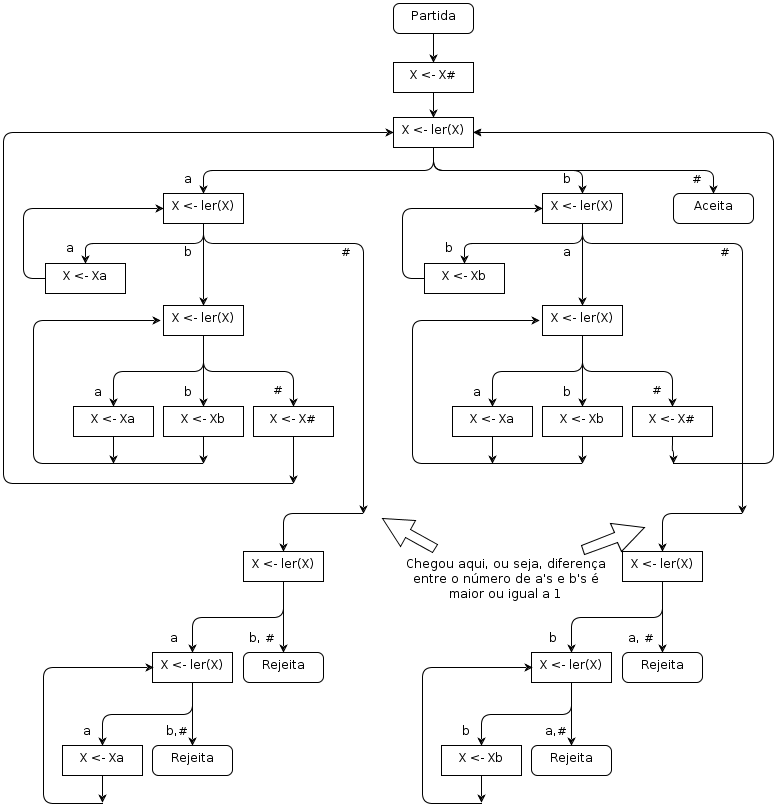 Partida
X <- X#
X <- ler(X)
a
b
#
X <- ler(X)
X <- ler(X)
Aceita
a
b
#
b
a
#
X <- Xa
X <- Xb
X <- ler(X)
X <- ler(X)
a
b
#
a
b
#
X <- Xa
X <- Xb
X <- X#
X <- Xa
X <- Xb
X <- X#
Chegou aqui, ou seja, diferença
entre o número de a's e b's é
maior ou igual a 1
X <- ler(X)
X <- ler(X)
a
b, #
b
a, #
X <- ler(X)
Rejeita
X <- ler(X)
Rejeita
a
b,#
b
a,#
X <- Xa
Rejeita
X <- Xb
Rejeita